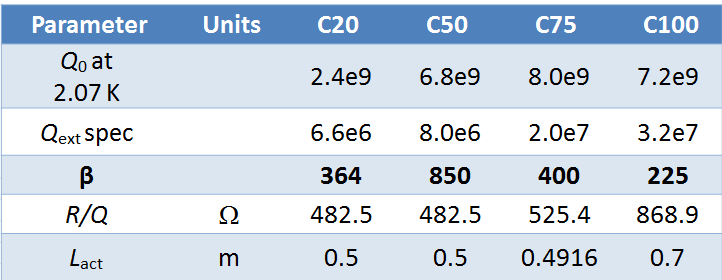 Parameter Units C20 C50 C75 C100
Q0 at
2.07 K 2.4e9 6.8e9 8.0e9 7.2e9
Qext spec 6.6e6 8.0e6 2.0e7 3.2e7
β 364 850 400 225
R/Q Ω 482.5 482.5 525.4 868.9
Lact m 0.5 0.5 0.4916 0.7